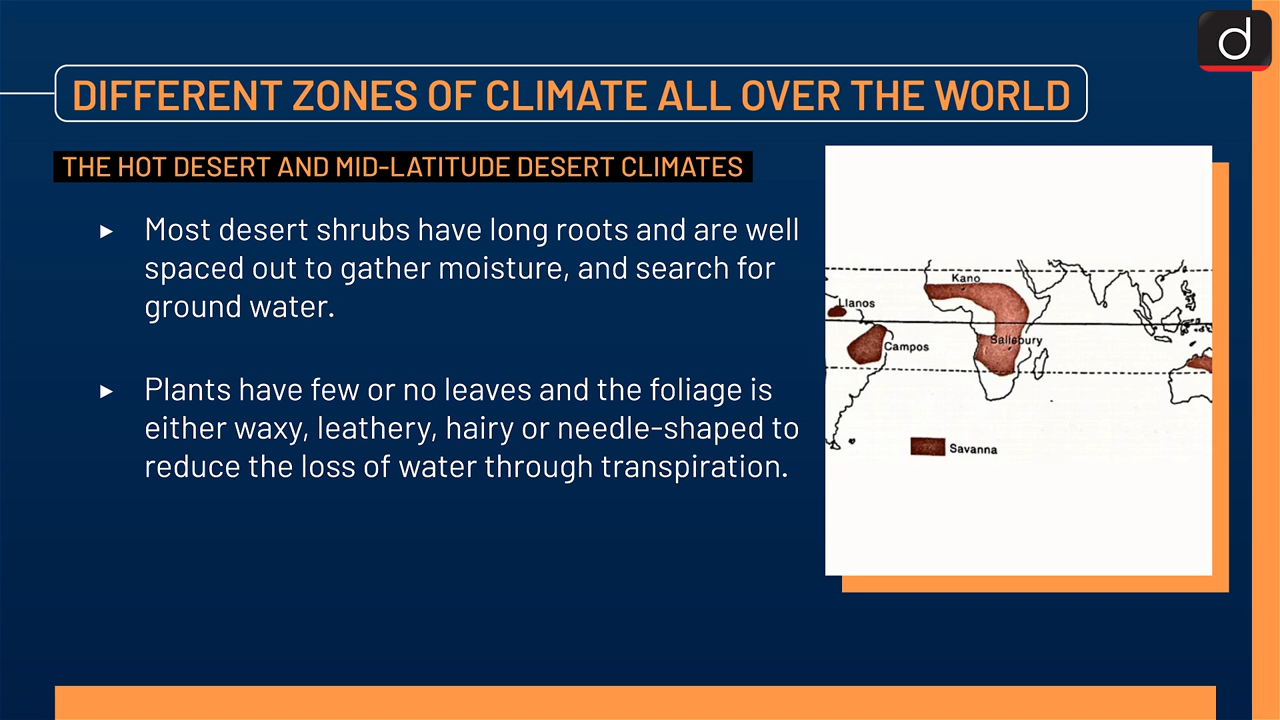 d
DIFFERENT ZONES OF CLIMATE ALL OVER THE WORLD
THE HOT DESERT AND MID-LATITUDE DESERT CLIMATES
▸ Most desert shrubs have long roots and are well
spaced out to gather moisture, and search for
ground water.
▸ Plants have few or no leaves and the foliage is
either waxy, leathery, hairy or needle-shaped to
reduce the loss of water through transpiration.
Kano
Llanos
Salisbury
Campos
Savanna